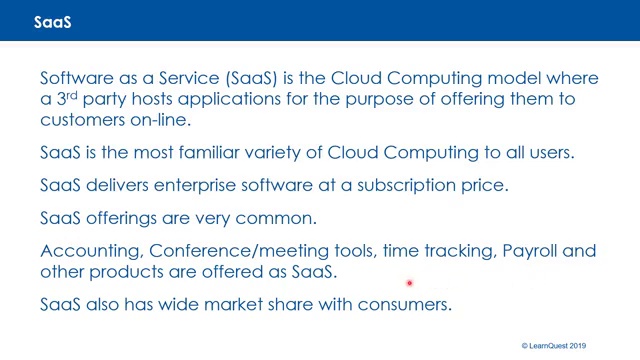 SaaS
Software as a Service (SaaS) is the Cloud Computing model where
a 3rd party hosts applications for the purpose of offering them to
customers on-line.
SaaS is the most familiar variety of Cloud Computing to all users.
SaaS delivers enterprise software at a subscription price.
SaaS offerings are very common.
Accounting, Conference/meeting tools, time tracking, Payroll and
other products are offered as SaaS.
SaaS also has wide market share with consumers.
© LearnQuest 2019